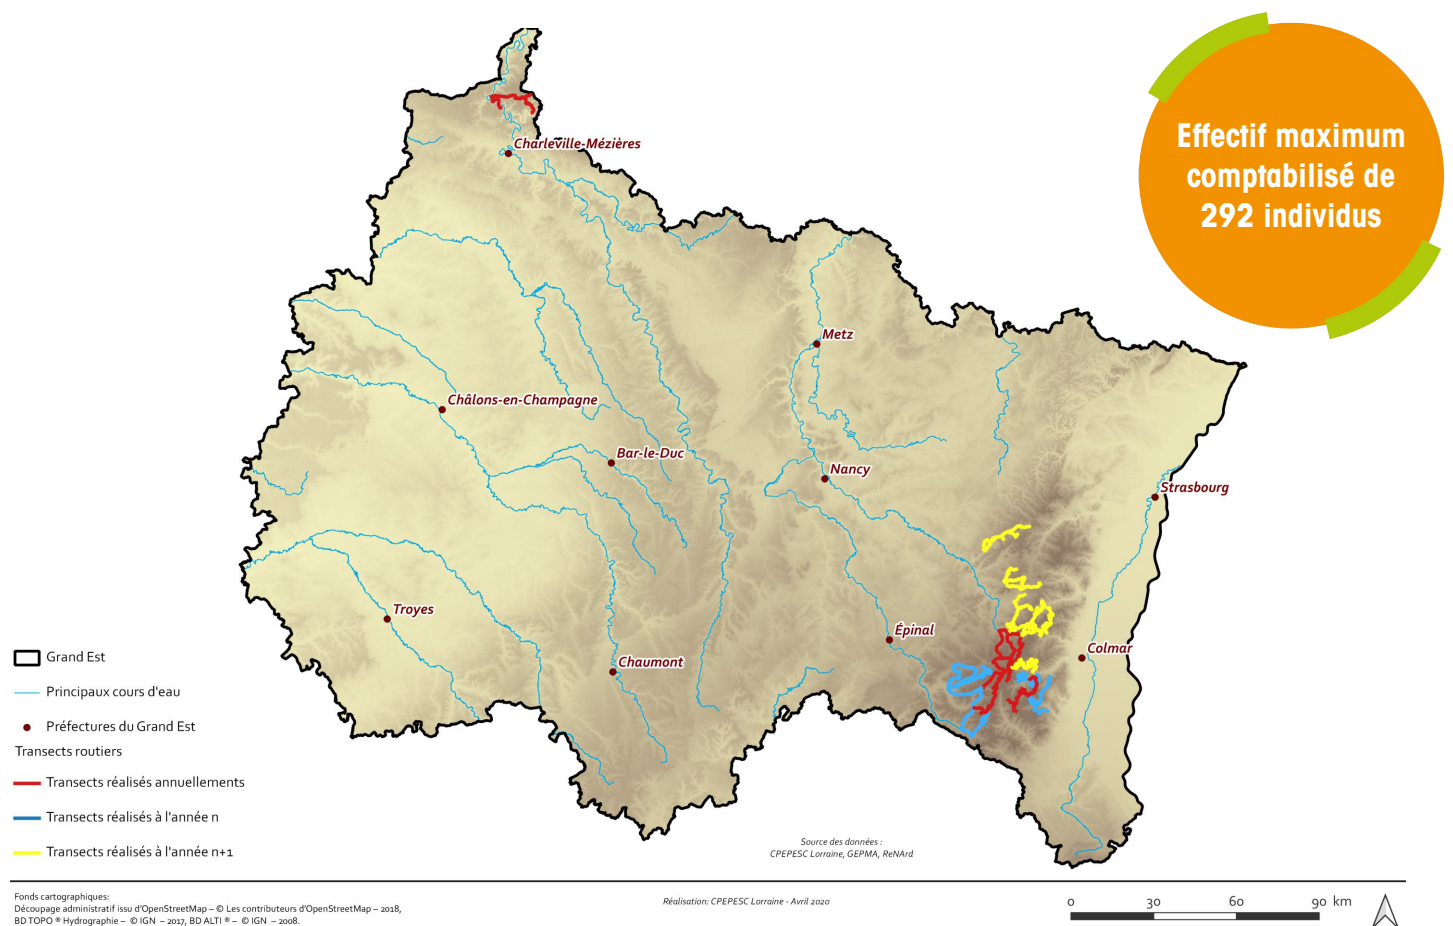 Effectif maximum
comptabilisé de
292 individus
Charleville-Mézières
Metz
Châlons-en-Champagne
Bar-le-Duc
Nancy
Strasbourg
Troyes
Épinal
Chaumont
Colmar
Grand Est
Principaux cours d'eau
Préfectures du Grand Est
Transects routiers
Transects réalisés annuellements
Transects réalisés à l'année n
Transects réalisés à l'année n+1
Source des données :
CPEPESC Lorraine, GEPMA, ReNArd
Fonds cartographiques:
Découpage administratif issu d'OpenStreetMap – © Les contributeurs d'OpenStreetMap – 2018,
BD TOPO ® Hydrographie – © IGN – 2017, BD ALTI ® – © IGN – 2008.
Réalisation: CPEPESC Lorraine - Avril 2020
0 30 60 90 km